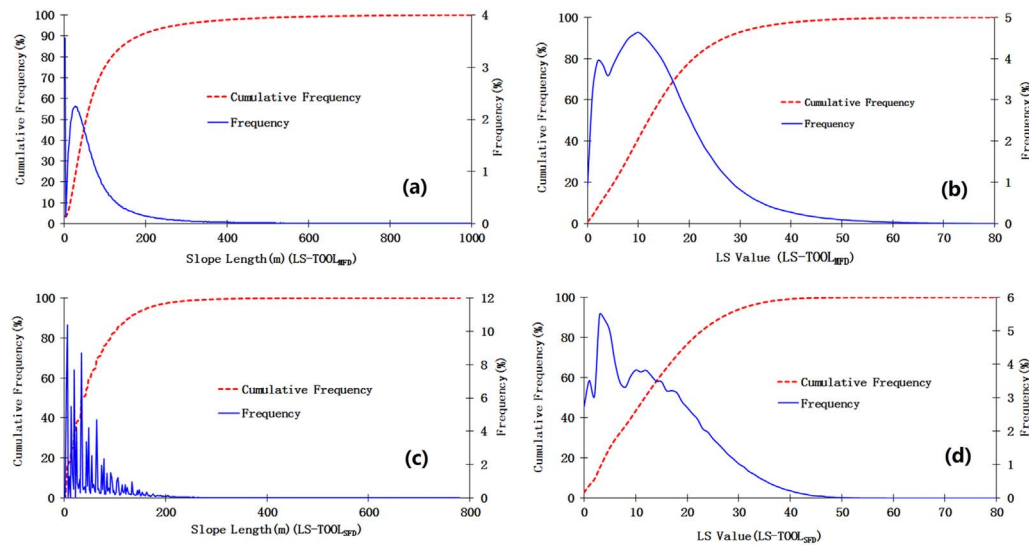 100 90 80 70 60 50 40 30 20 10 0
Cumulative Frequency(%)
4 3 2 1 0
Frequency(%)
Cumulative Frequency
Frequency
(a)
0 200 400 600 800 1000
Slope Length(m)(LS-TOOL_MFD)
100 80 60 40 20 0
Cumulative Frequency(%)
5 4 3 2 1 0
Frequency(%)
Cumulative Frequency
Frequency
(b)
0 10 20 30 40 50 60 70 80
LS Value (LS-TOOL_MFD)
100 80 60 40 20 0
Cumulative Frequency(%)
12 10 8 6 4 2 0
Frequency(%)
Cumulative Frequency
Frequency
(c)
0 200 400 600 800
Slope Length(m)(LS-TOOL_SFD)
100 80 60 40 20 0
Cumulative Frequency(%)
6 5 4 3 2 1 0
Frequency(%)
Cumulative Frequency
Frequency
(d)
0 10 20 30 40 50 60 70 80
LS Value(LS-TOOL_SFD)